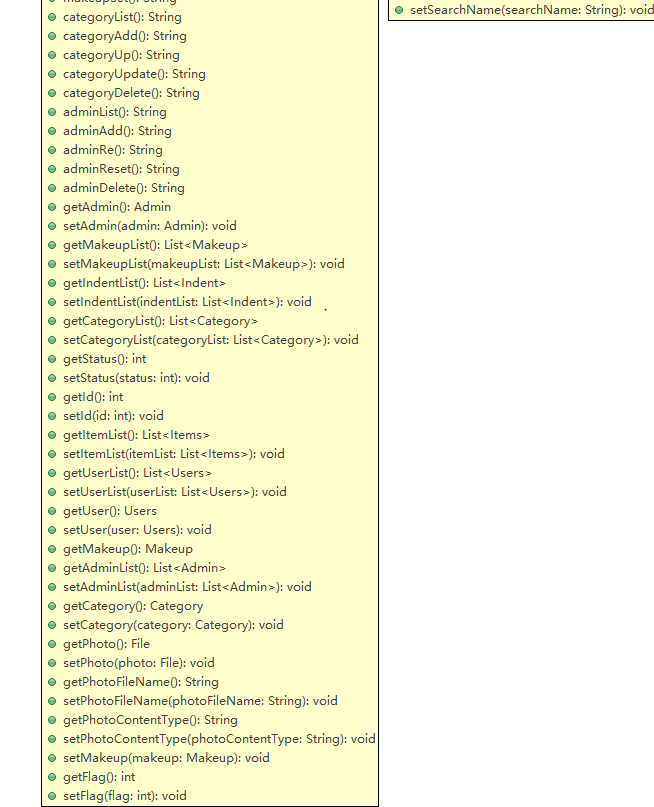 categoryList(): String
categoryAdd(): String
categoryUp(): String
categoryUpdate(): String
categoryDelete(): String
adminList(): String
adminAdd(): String
adminRe(): String
adminReset(): String
adminDelete(): String
getAdmin(): Admin
setAdmin(admin: Admin): void
getMakeupList(): List<Makeup>
setMakeupList(makeupList: List<Makeup>): void
getIndentList(): List<Indent>
setIndentList(indentList: List<Indent>): void
getCategoryList(): List<Category>
setCategoryList(categoryList: List<Category>): void
getStatus(): int
setStatus(status: int): void
getId(): int
setId(id: int): void
getItemList(): List<Items>
setItemList(itemList: List<Items>): void
getUserList(): List<Users>
setUserList(userList: List<Users>): void
getUser(): Users
setUser(user: Users): void
getMakeup(): Makeup
getAdminList(): List<Admin>
setAdminList(adminList: List<Admin>): void
getCategory(): Category
setCategory(category: Category): void
getPhoto(): File
setPhoto(photo: File): void
getPhotoFileName(): String
setPhotoFileName(photoFileName: String): void
getPhotoContentType(): String
setPhotoContentType(photoContentType: String): void
setMakeup(makeup: Makeup): void
getFlag(): int
setFlag(flag: int): void
setSearchName(searchName: String): void